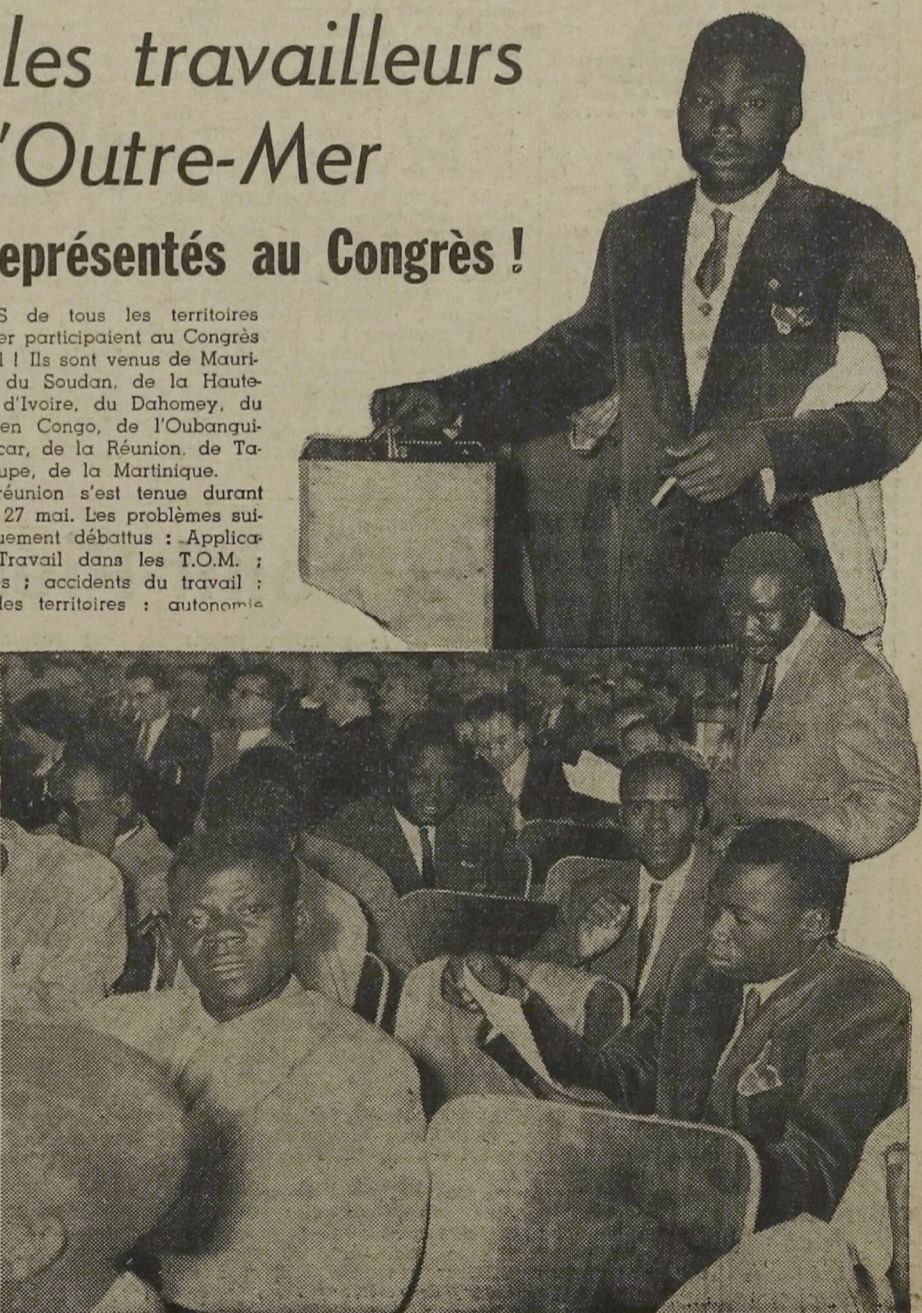 les travailleurs
'Outre-Mer
eprésentés au Congrès !
S de tous les territoires
er participaient au Congrès
l ! Ils sont venus de Mauri-
du Soudan, de la Haute-
d'Ivoire, du Dahomey, du
en Congo, de l'Oubangui-
car, de la Réunion, de Ta-
upe, de la Martinique.
réunion s'est tenue durant
27 mai. Les problèmes sui-
uement débattus : Applica-
Travail dans les T.O.M. ;
s ; accidents du travail ;
des territoires : autonomie